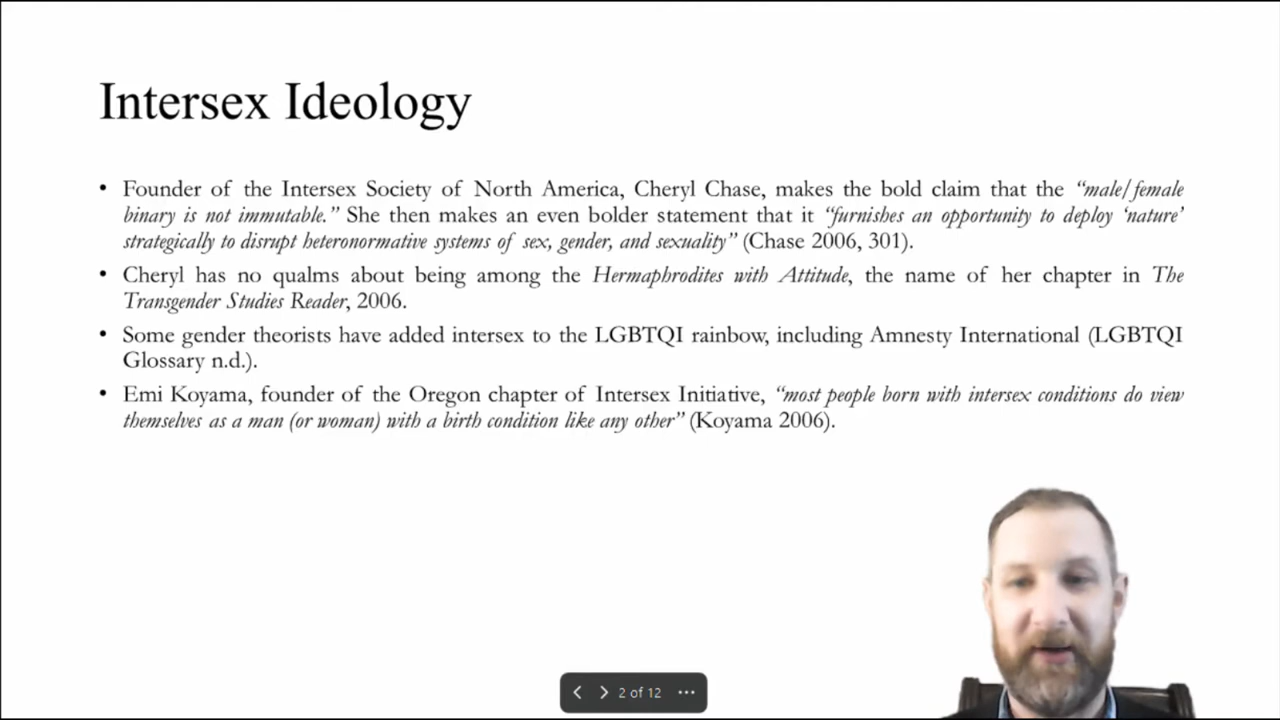 Intersex Ideology
• Founder of the Intersex Society of North America, Cheryl Chase, makes the bold claim that the “male/female
binary is not immutable.” She then makes an even bolder statement that it “furnishes an opportunity to deploy ‘nature’
strategically to disrupt heteronormative systems of sex, gender, and sexuality” (Chase 2006, 301).
• Cheryl has no qualms about being among the Hermaphrodites with Attitude, the name of her chapter in The
Transgender Studies Reader, 2006.
• Some gender theorists have added intersex to the LGBTQI rainbow, including Amnesty International (LGBTQI
Glossary n.d.).
• Emi Koyama, founder of the Oregon chapter of Intersex Initiative, “most people born with intersex conditions do view
themselves as a man (or woman) with a birth condition like any other” (Koyama 2006).
2 of 12